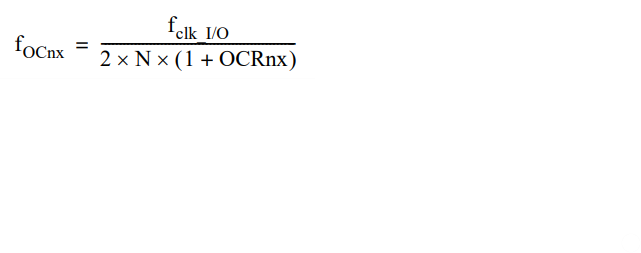 f_OCnx = f_clk_I/O
2 × N × (1 + OCRnx)